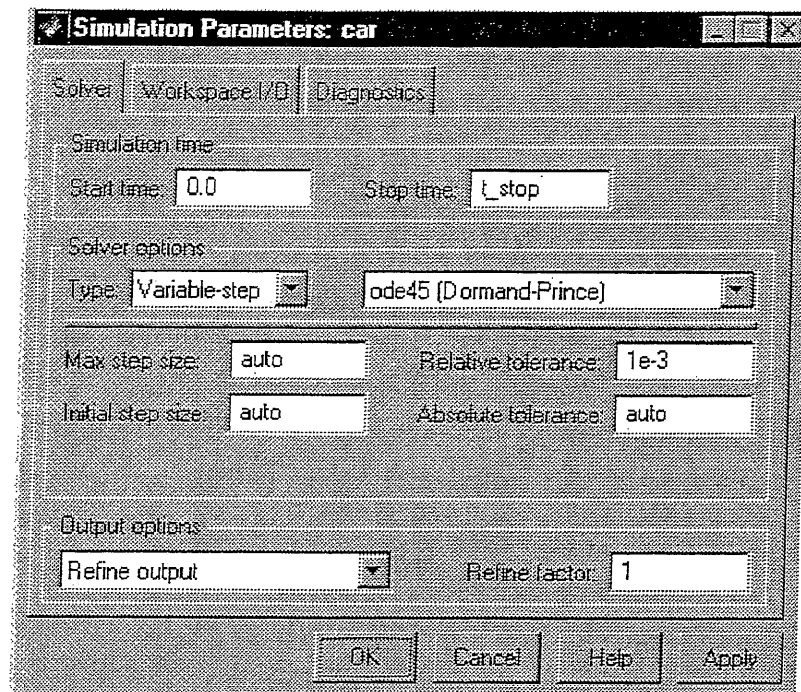 Simulation Parameters: car
Solver Workspace I/O Diagnostics
Simulation time
Start time: 0.0 Stop time: t_stop
Solver options
Type: Variable-step ode45 (Dormand-Prince)
Max step size: auto Relative tolerance: 1e-3
Initial step size: auto Absolute tolerance: auto
Output options
Refine output Refine factor: 1
OK Cancel Help Apply